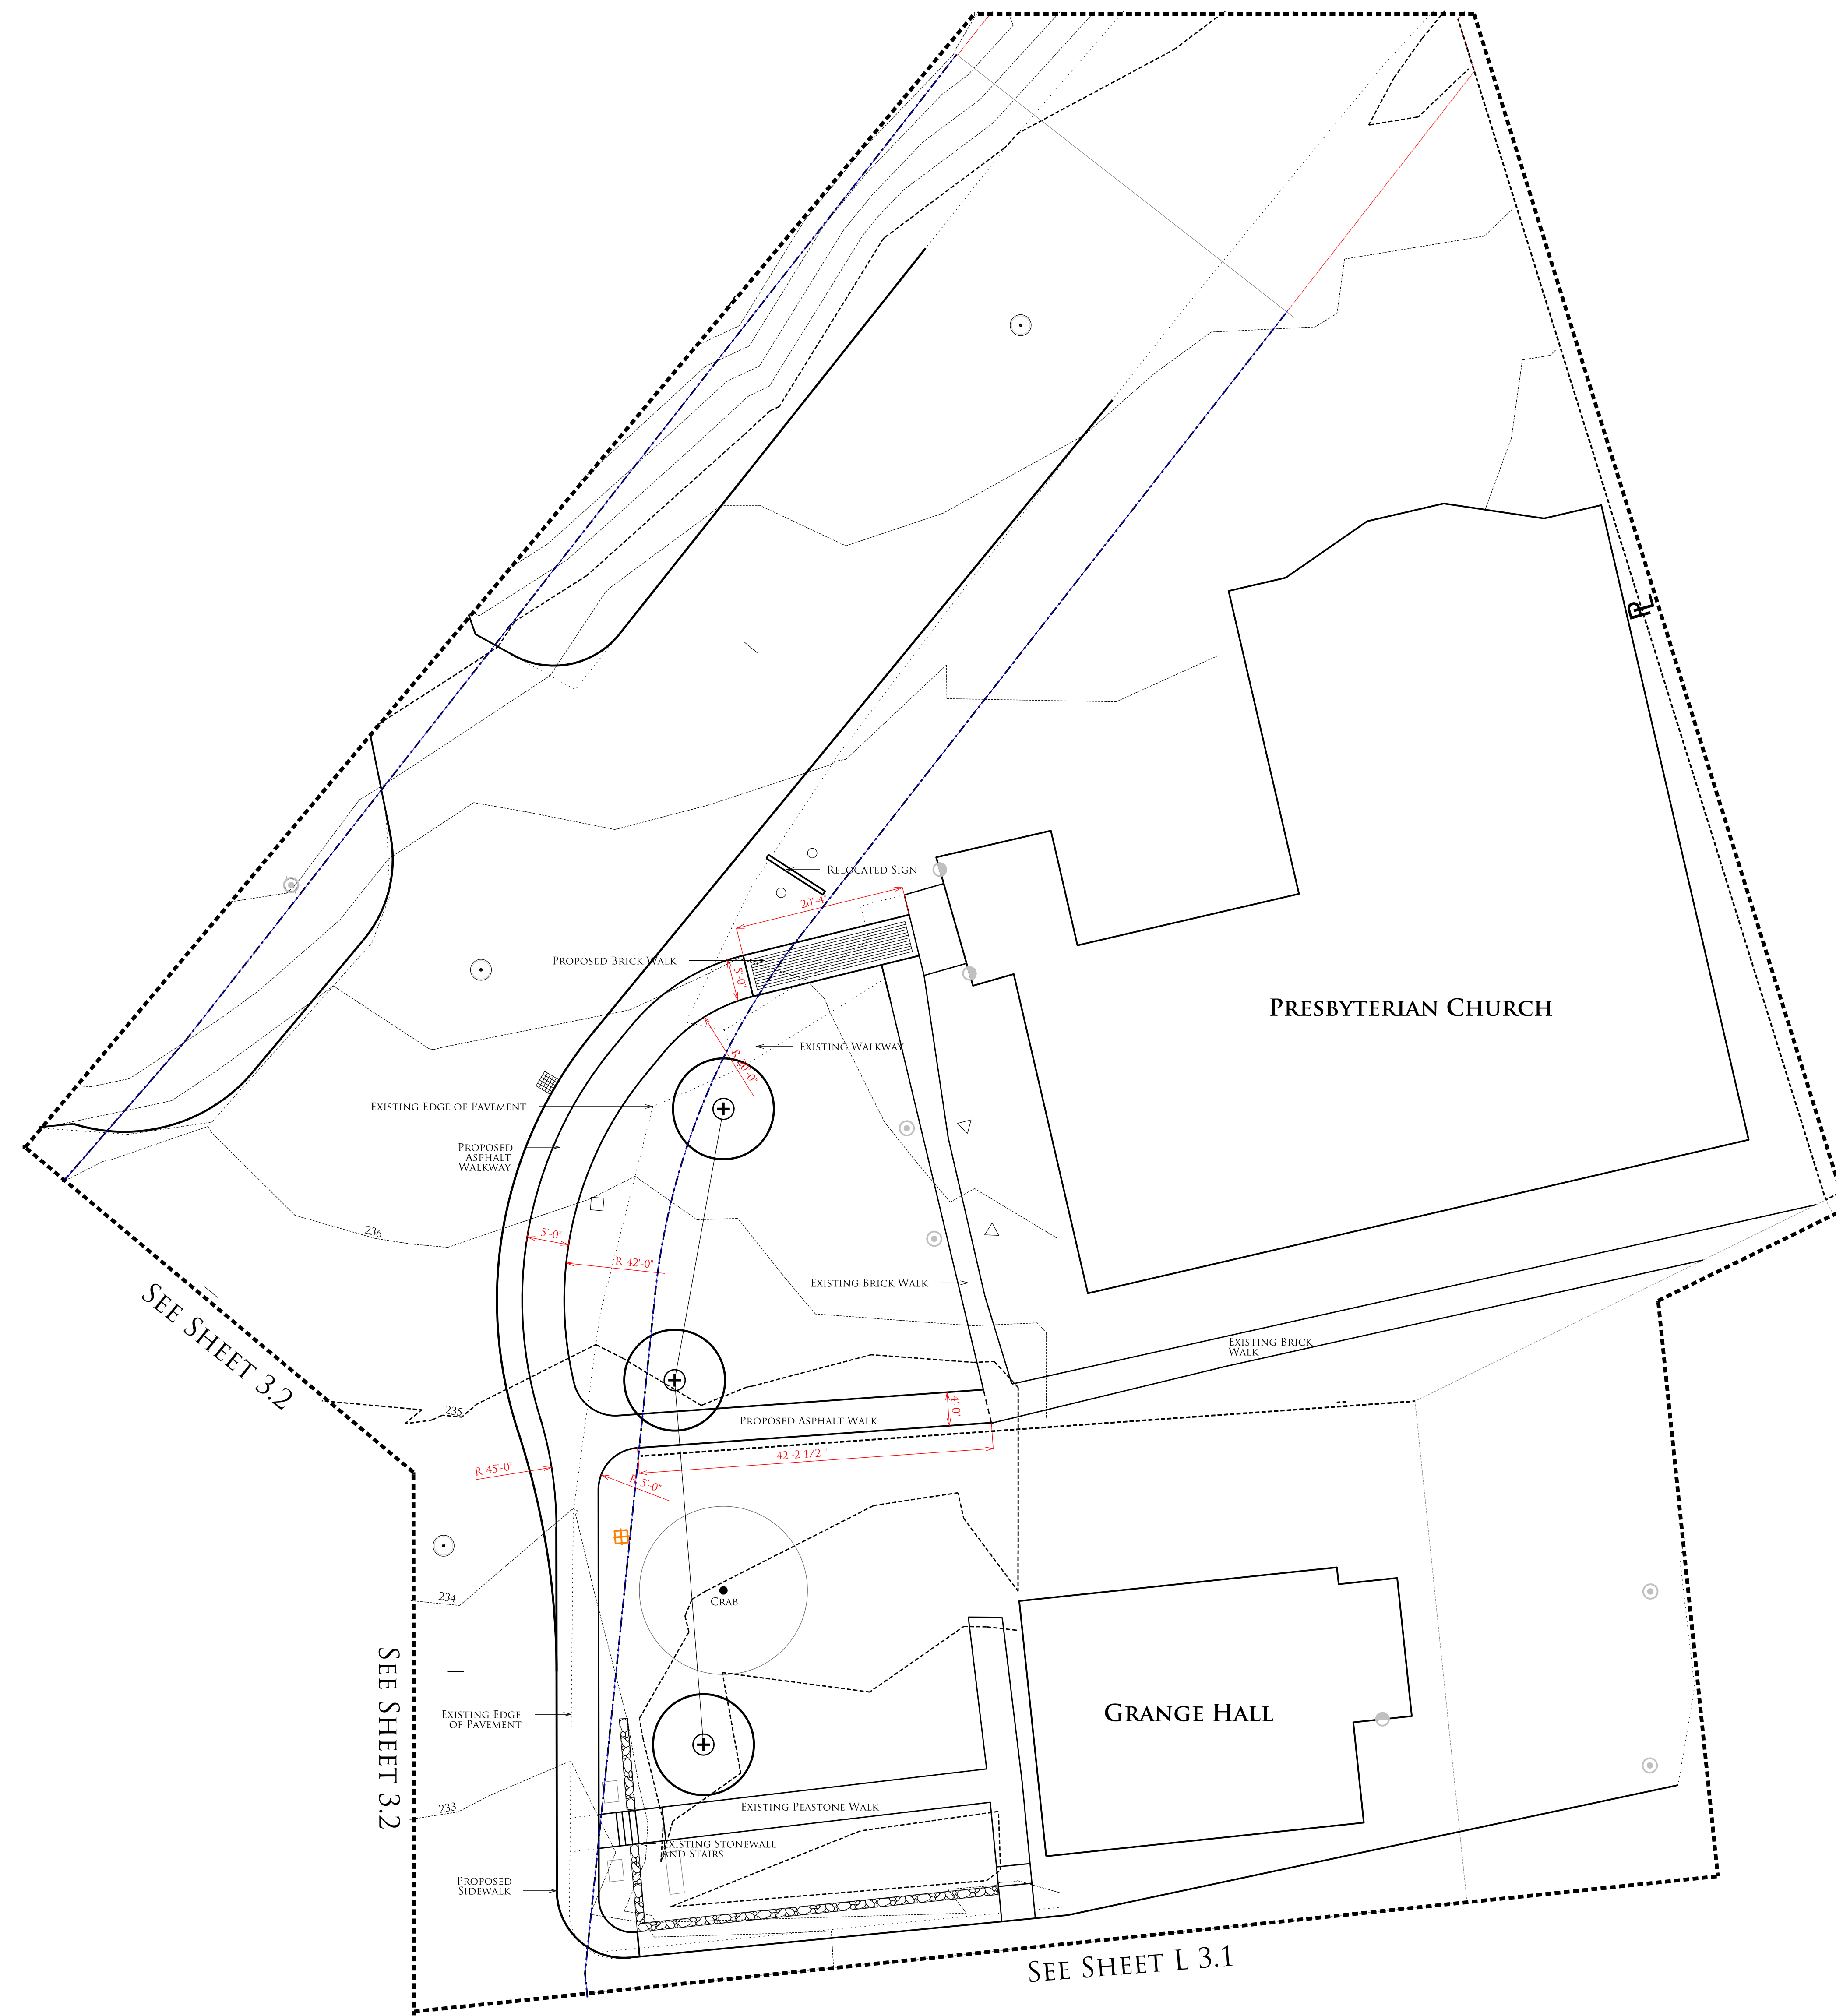 Relocated Sign
20'-4"
Proposed Brick Walk
5'-0"
Presbyterian Church
PL
Existing Walkway
Existing Edge of Pavement
Proposed
Asphalt
Walkway
236
5'-0"
R 42'-0"
Existing Brick Walk
See Sheet 3.2
Existing Brick
Walk
235
4'-0"
Proposed Asphalt Walk
42'-2 1/2 "
R 45'-0"
R 5'-0"
234
Crab
See Sheet 3.2
Existing Edge
of Pavement
Grange Hall
233
Existing Peastone Walk
Existing Stonewall
and Stairs
Proposed
Sidewalk
See Sheet L 3.1